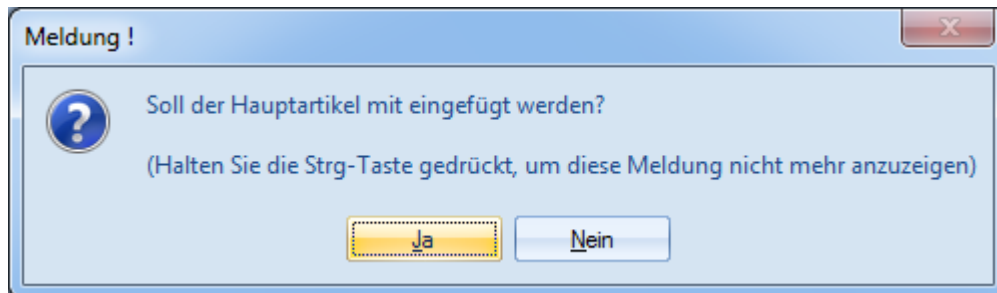 Meldung !
Soll der Hauptartikel mit eingefügt werden?
(Halten Sie die Strg-Taste gedrückt, um diese Meldung nicht mehr anzuzeigen)
Ja
Nein